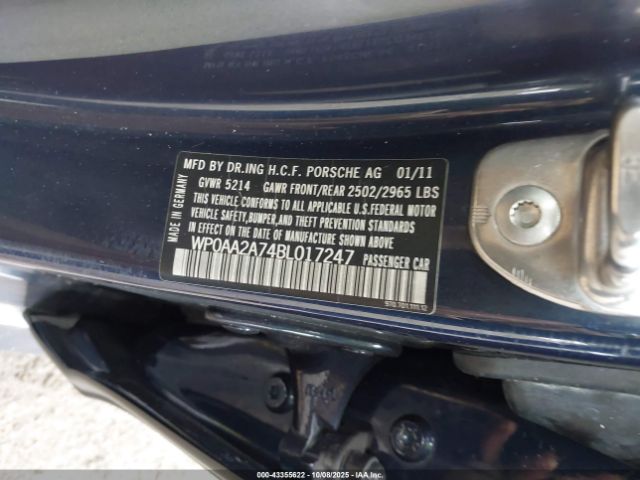 MFD BY DR.ING H.C.F. PORSCHE AG 01/11
GVWR 5214 GAWR FRONT/REAR 2502/2965 LBS
THIS VEHICLE CONFORMS TO ALL APPLICABLE U.S.FEDERAL MOTOR
VEHICLE SAFETY,BUMPER,AND THEFT PREVENTION STANDARDS
IN EFFECT ON THE DATE OF MANUFACTURE SHOWN ABOVE.
WP0AA2A74BL017247 PASSENGER CAR
MADE IN GERMANY
000-43355622 - 10/08/2025 - IAAI.COM